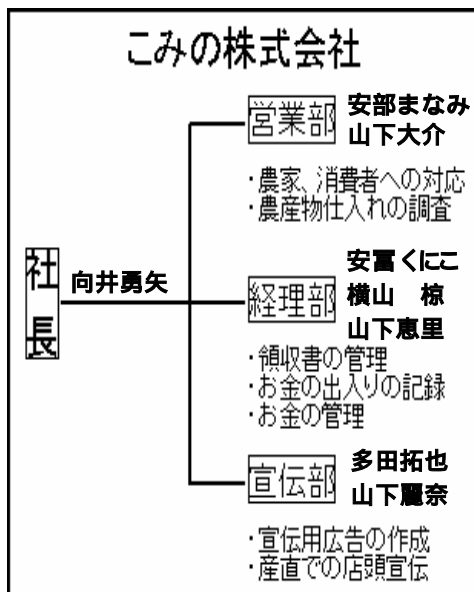 こみの株式会社
営業部
安部まなみ
山下大介
・農家、消費者への対応
・農産物仕入れの調査
社長
向井勇矢
経理部
安冨くにこ
横山 椋
山下恵里
・領収書の管理
・お金の出入りの記録
・お金の管理
宣伝部
多田拓也
山下麗奈
・宣伝用広告の作成
・産直での店頭宣伝